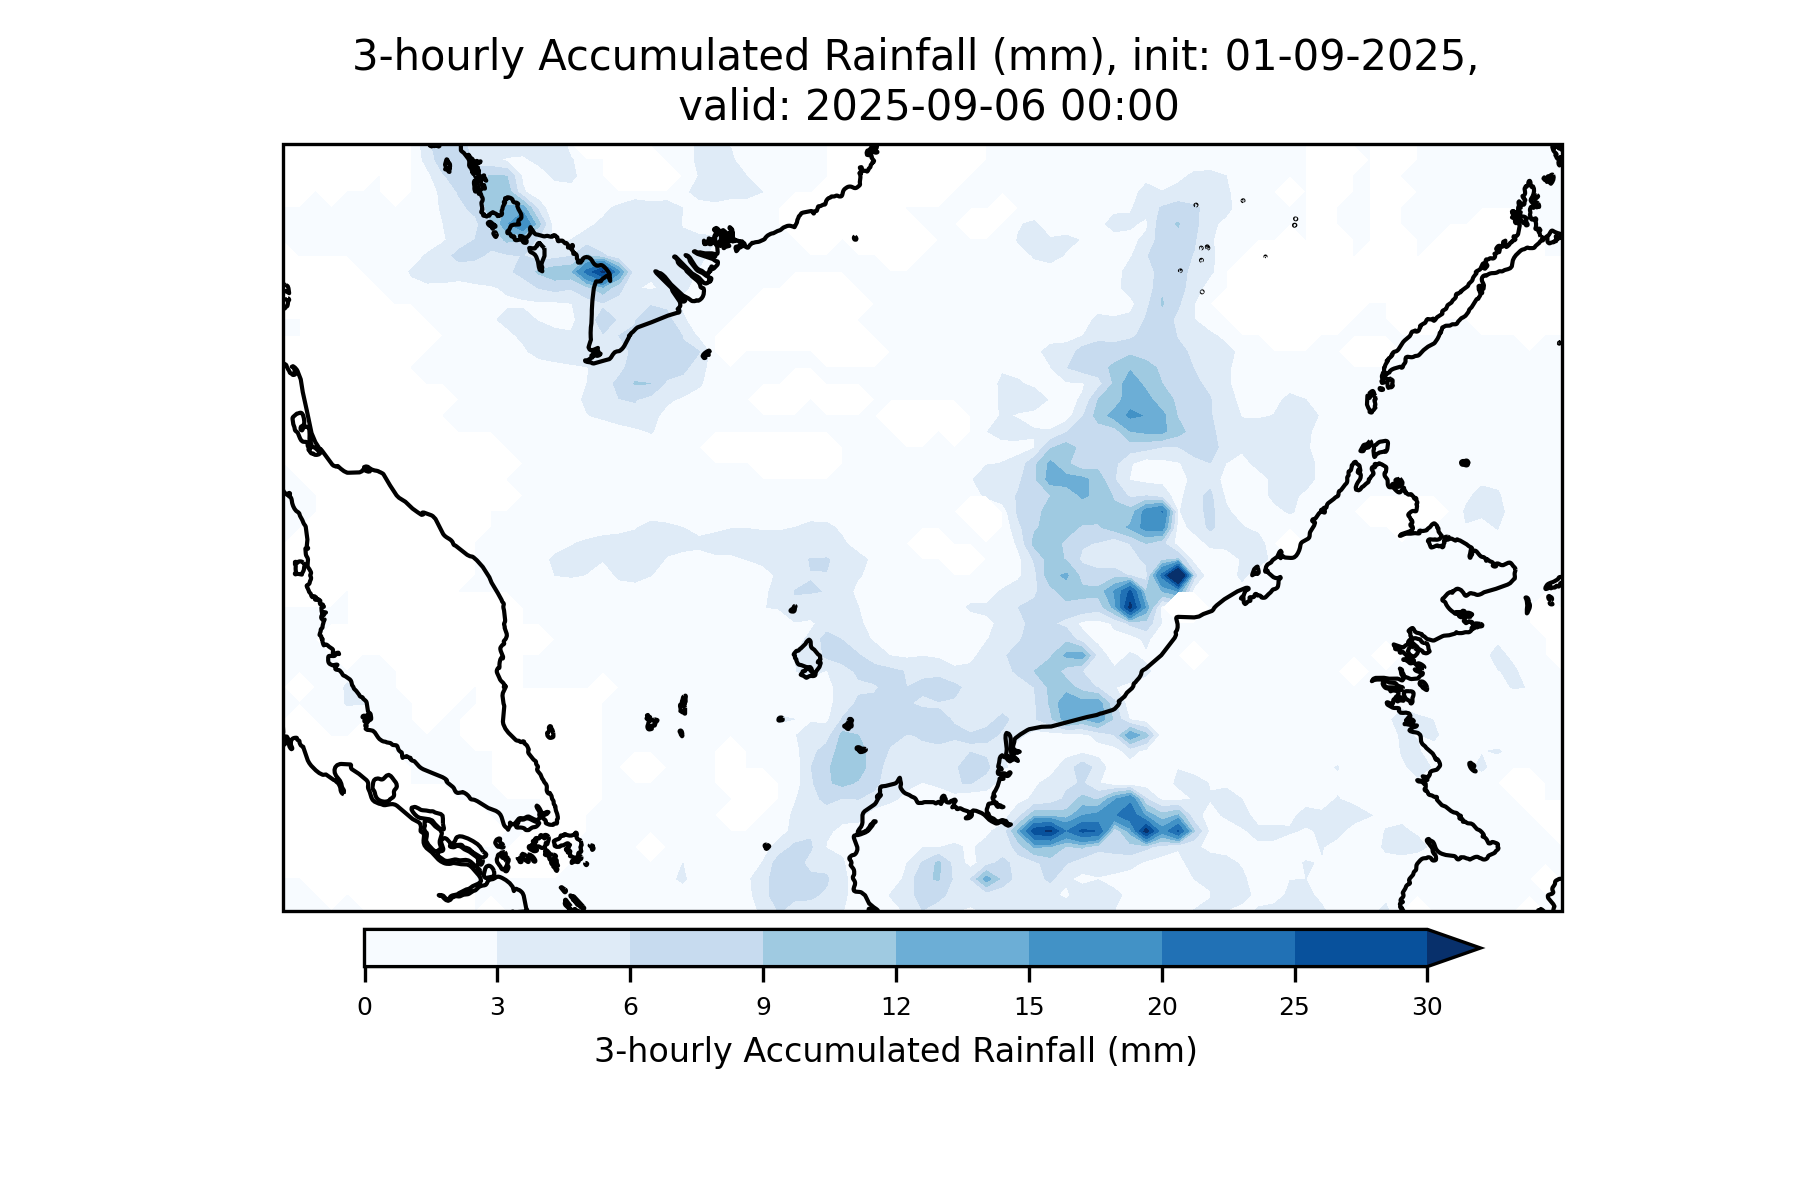 3-hourly Accumulated Rainfall (mm), init: 01-09-2025,
valid: 2025-09-06 00:00
0 3 6 9 12 15 20 25 30
3-hourly Accumulated Rainfall (mm)